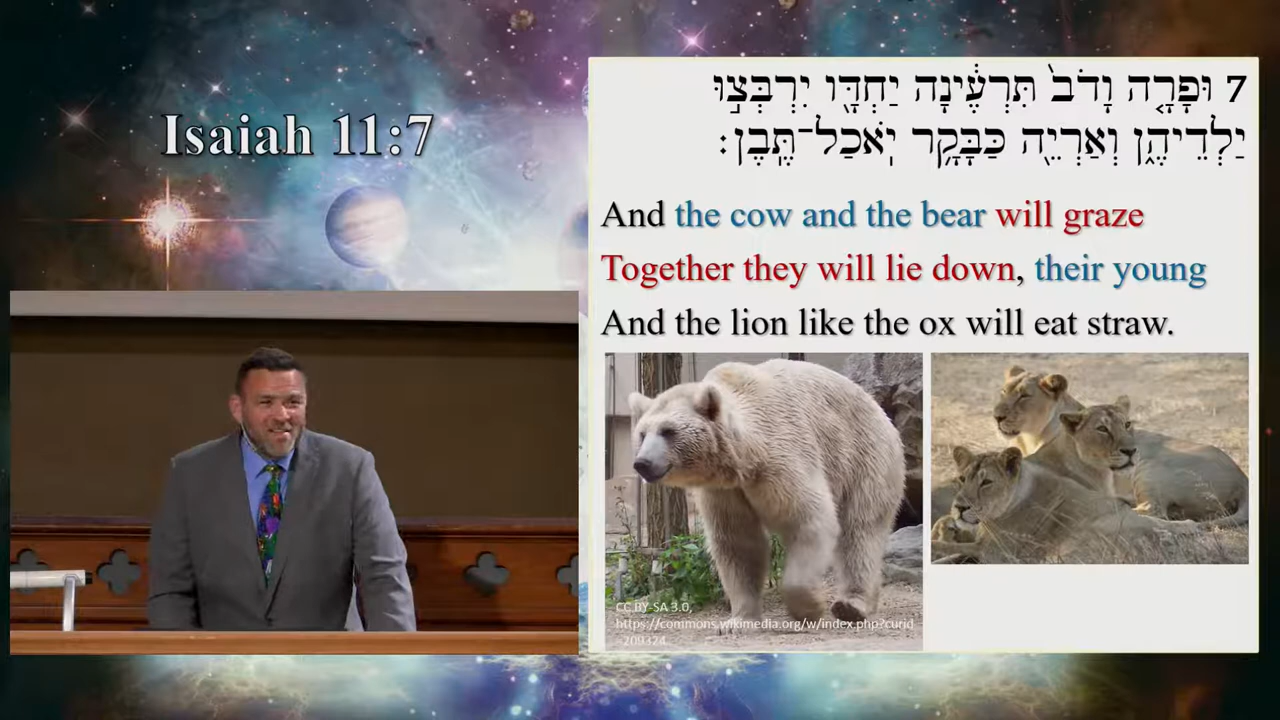 Isaiah 11:7
7 וּפָרָ֤ה וָדֹב֙ תִּרְעֶ֔ינָה יַחְדָּ֖ו יִרְבְּצ֣וּ
יַלְדֵיהֶ֑ן וְאַרְיֵ֖ה כַּבָּקָ֥ר יֹֽאכַל־תֶּֽבֶן׃
And the cow and the bear will graze
Together they will lie down, their young
And the lion like the ox will eat straw.
CC BY-SA 3.0,
https://commons.wikimedia.org/w/index.php?curid
=209324